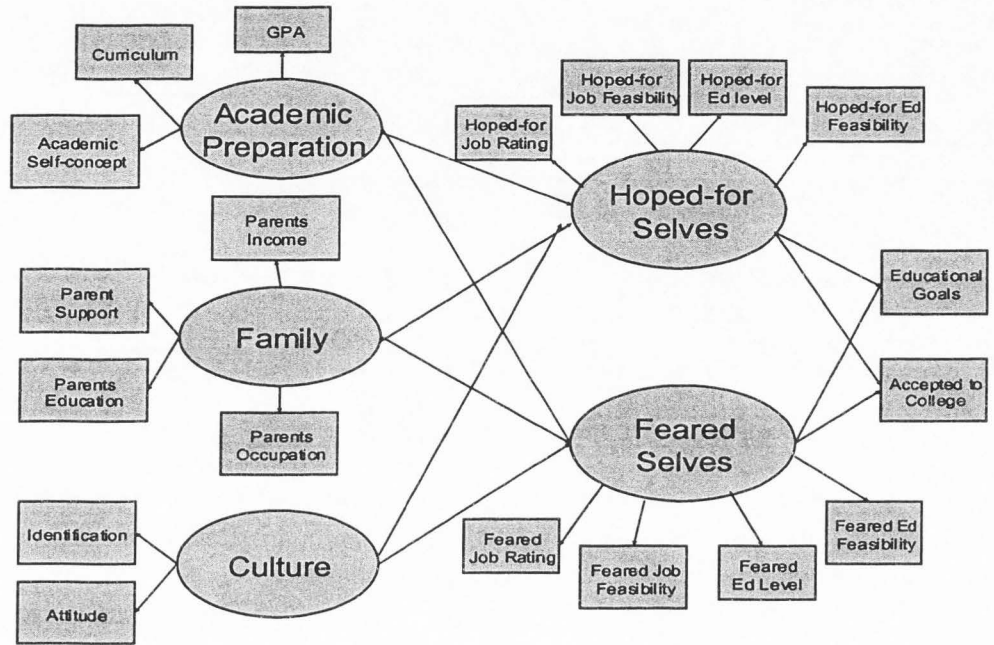 GPA
Curriculum
Academic
Preparation
Academic
Self-concept
Hoped-for
Job Feasibility
Hoped-for
Ed level
Hoped-for Ed
Feasibility
Hoped-for
Job Rating
Hoped-for
Selves
Parents
Income
Parent
Support
Family
Parents
Education
Parents
Occupation
Educational
Goals
Accepted to
College
Feared
Selves
Identification
Culture
Attitude
Feared
Job Rating
Feared Job
Feasibility
Feared
Ed Level
Feared Ed
Feasibility